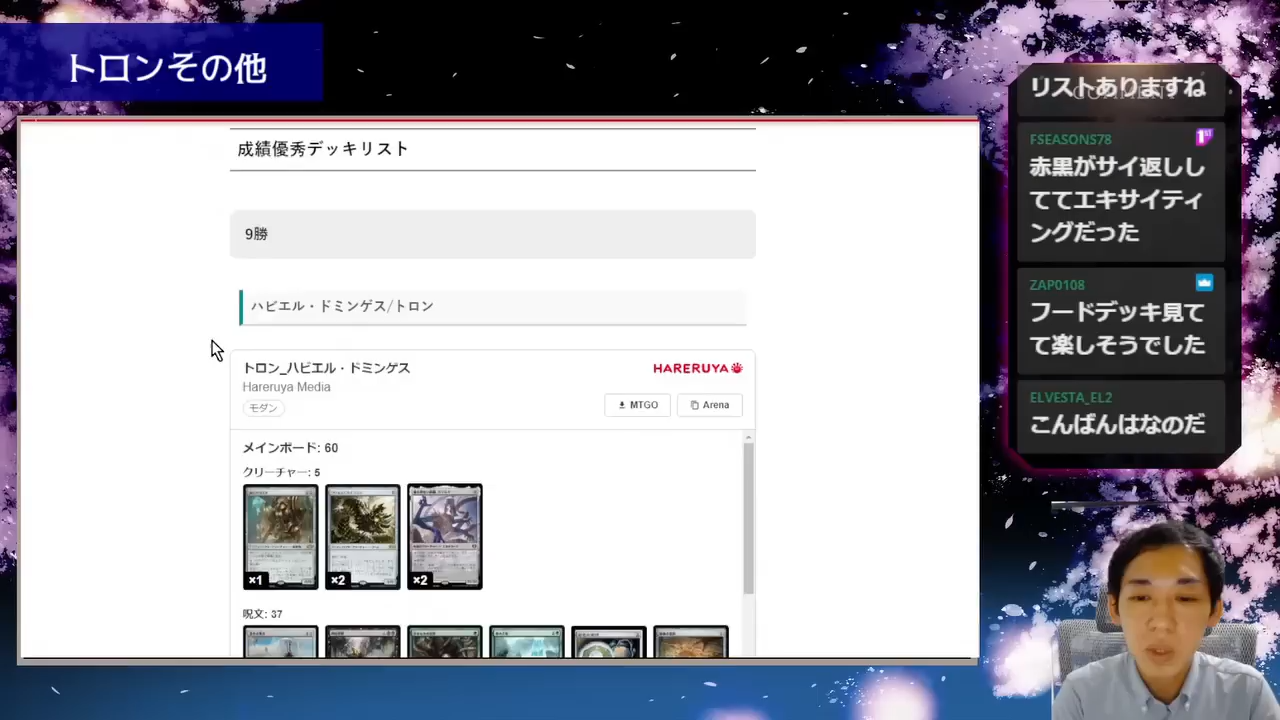 トロンその他
成績優秀デッキリスト
9勝
ハビエル・ドミンゲス/トロン
トロン_ハビエル・ドミンゲス
HARERUYA
Hareruya Media
モダン
MTGO
Arena
メインボード: 60
クリーチャー: 5
×1
×2
×2
呪文: 37
リストありますね
COMMENT
FSEASONS78
1ST
赤黒がサイ返しし
ててエキサイティ
ングだった
ZAP0108
フードデッキ見て
て楽しそうでした
ELVESTA_EL2
こんばんはなのだ